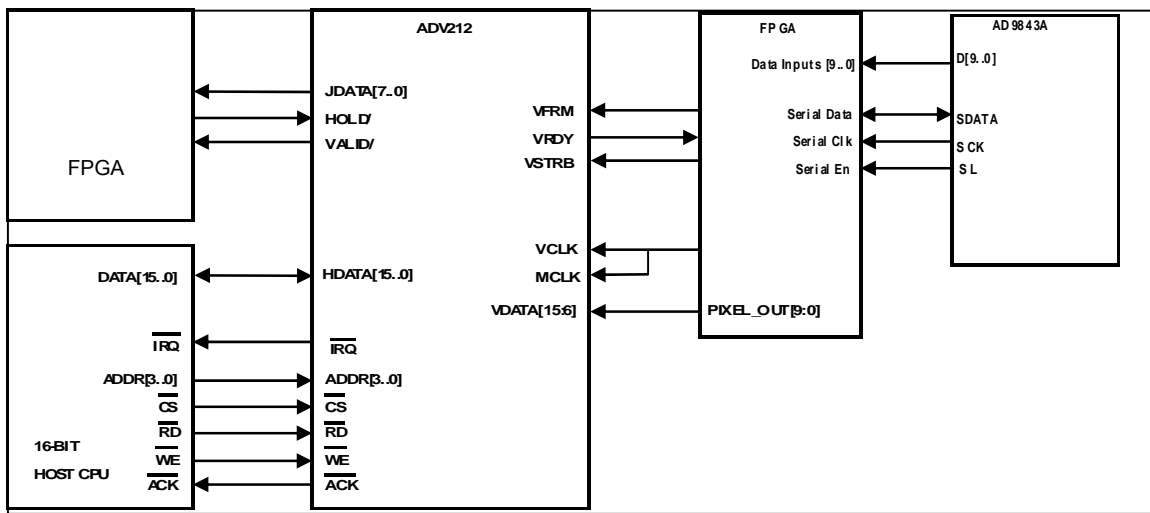 FPGA
JDATA[7..0]
HOLD/
VALID/
ADV212
VFRM
VRDY
VSTRB
VCLK
MCLK
VDATA[15:6]
HDATA[15..0]
IRQ
ADDR[3..0]
CS
RD
WE
ACK
DATA[15..0]
IRQ
ADDR[3..0]
CS
RD
WE
ACK
16-BIT
HOST CPU
FPGA
Data Inputs [9..0]
Serial Data
Serial Clk
Serial En
PIXEL_OUT[9:0]
AD9843A
D[9..0]
SDATA
SCK
SL